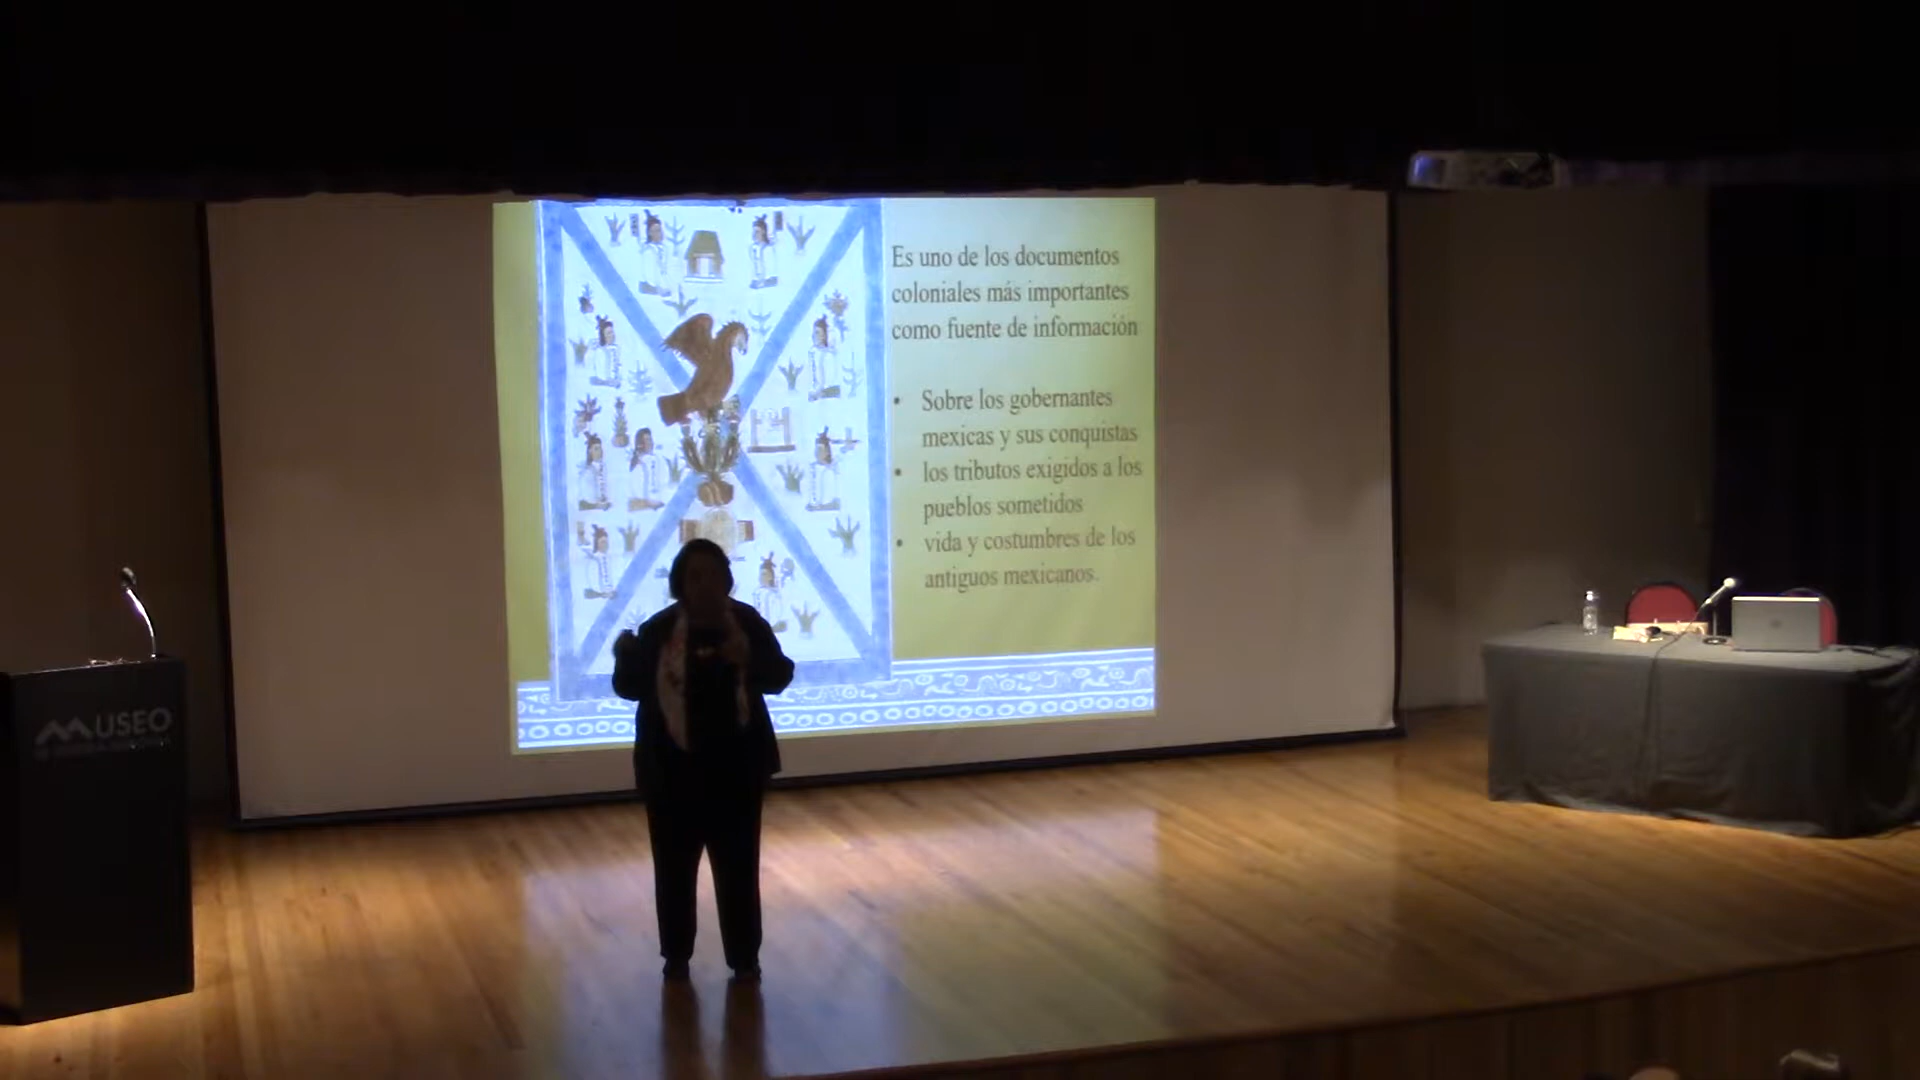 Es uno de los documentos
coloniales más importantes
como fuente de información
• Sobre los gobernantes
mexicas y sus conquistas
• los tributos exigidos a los
pueblos sometidos
• vida y costumbres de los
antiguos mexicanos.
MUSEO